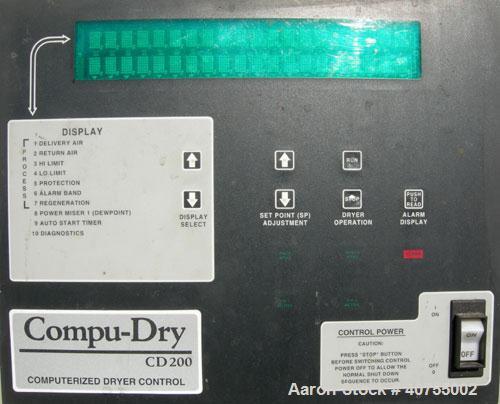 DISPLAY
PROCESS
1 DELIVERY AIR
2 RETURN AIR
3 HI LIMIT
4 LO LIMIT
5 PROTECTION
6 ALARM BAND
7 REGENERATION
8 POWER MISER 1 (DEWPOINT)
9 AUTO START TIMER
10 DIAGNOSTICS
DISPLAY
SELECT
SET POINT (SP)
ADJUSTMENT
RUN
STOP
DRYER
OPERATION
PUSH
TO
READ
ALARM
DISPLAY
Compu-Dry
CD200
COMPUTERIZED DRYER CONTROL
CONTROL POWER
CAUTION:
PRESS "STOP" BUTTON
BEFORE SWITCHING CONTROL
POWER OFF TO ALLOW THE
NORMAL SHUT DOWN
SEQUENCE TO OCCUR.
1
ON
OFF
0
ON
OFF
Aaron Stock # 40755002